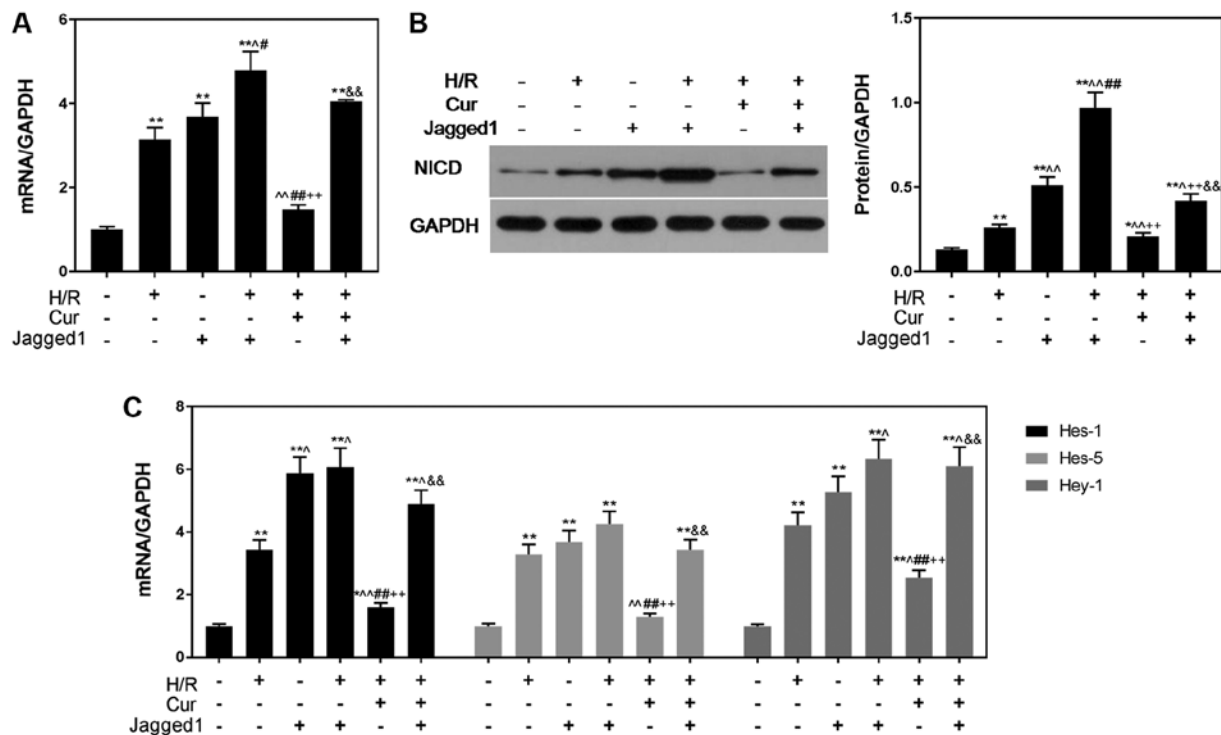 A
mRNA/GAPDH
6
4
2
0
**
**
**^#
^^##++
**&&
H/R - + - + + +
Cur - - - - + +
Jagged1 - - + + - +
B
H/R - + - + + +
Cur - - - - + +
Jagged1 - - + + - +
NICD
GAPDH
Protein/GAPDH
1.5
1.0
0.5
0.0
**
**^^
**^^##
*^^++
**^++&&
H/R - + - + + +
Cur - - - - + +
Jagged1 - - + + - +
C
mRNA/GAPDH
8
6
4
2
0
**
**^
**^
*^^##++
**^&&
**
**
**
^^##++
**&&
**
**
**^
**^##++
**^&&
H/R - + - + + + - + - + + + - + - + + +
Cur - - - - + + - - - - + + - - - - + +
Jagged1 - - + + - + - - + + - + - - + + - +
Hes-1
Hes-5
Hey-1